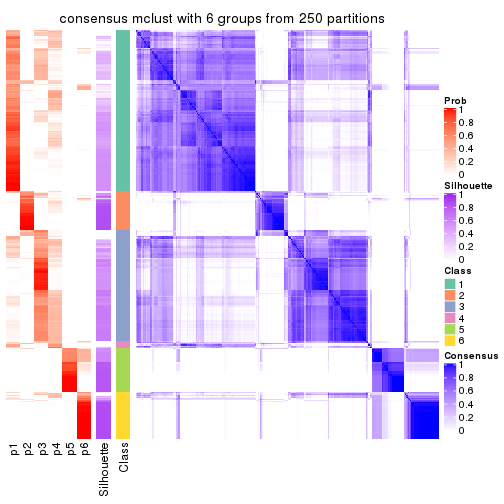 consensus mclust with 6 groups from 250 partitions
Prob
1
0.8
0.6
0.4
0.2
0
Silhouette
1
0.8
0.6
0.4
0.2
0
Class
1
2
3
4
5
6
Consensus
1
0.8
0.6
0.4
0.2
0
p1
p2
p3
p4
p5
p6
Silhouette
Class